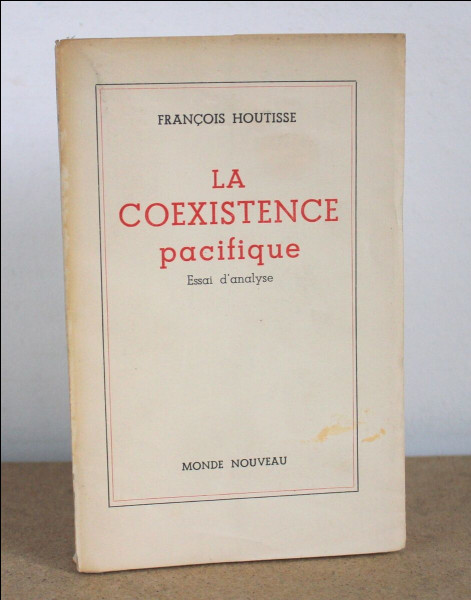 FRANÇOIS HOUTISSE
LA
COEXISTENCE
pacifique
Essai d'analyse
MONDE NOUVEAU